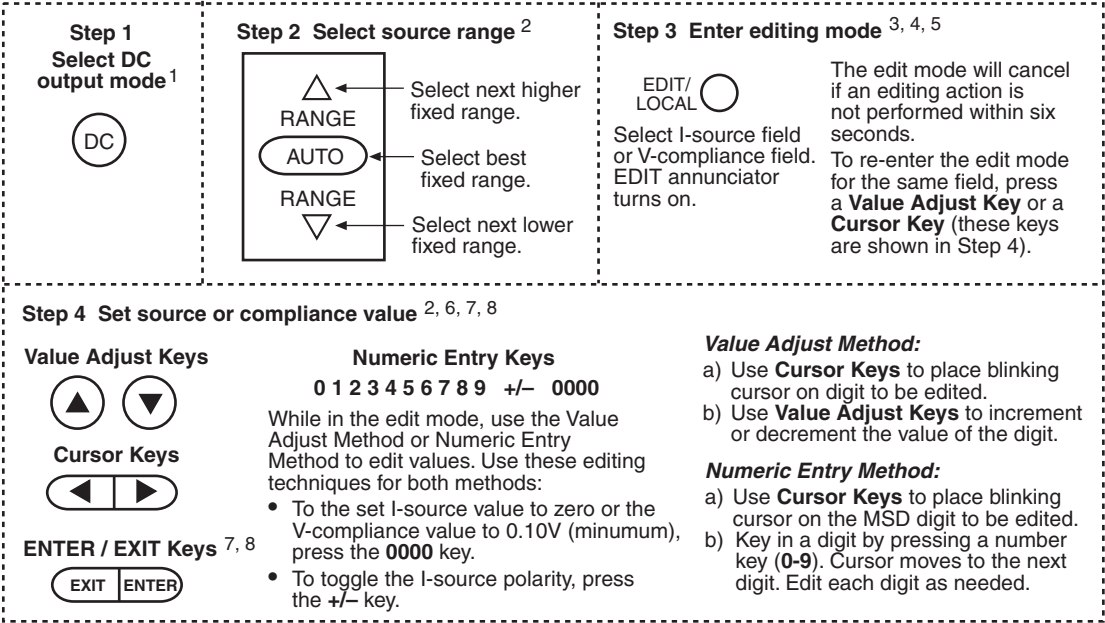 Step 1
Select DC
output mode 1
DC
Step 2 Select source range 2
RANGE
AUTO
RANGE
Select next higher
fixed range.
Select best
fixed range.
Select next lower
fixed range.
Step 3 Enter editing mode 3, 4, 5
EDIT/
LOCAL
Select I-source field
or V-compliance field.
EDIT annunciator
turns on.
The edit mode will cancel
if an editing action is
not performed within six
seconds.
To re-enter the edit mode
for the same field, press
a Value Adjust Key or a
Cursor Key (these keys
are shown in Step 4).
Step 4 Set source or compliance value 2, 6, 7, 8
Value Adjust Keys
Cursor Keys
ENTER / EXIT Keys 7, 8
EXIT ENTER
Numeric Entry Keys
0 1 2 3 4 5 6 7 8 9 +/– 0000
While in the edit mode, use the Value
Adjust Method or Numeric Entry
Method to edit values. Use these editing
techniques for both methods:
• To the set I-source value to zero or the
V-compliance value to 0.10V (minumum),
press the 0000 key.
• To toggle the I-source polarity, press
the +/– key.
Value Adjust Method:
a) Use Cursor Keys to place blinking
cursor on digit to be edited.
b) Use Value Adjust Keys to increment
or decrement the value of the digit.
Numeric Entry Method:
a) Use Cursor Keys to place blinking
cursor on the MSD digit to be edited.
b) Key in a digit by pressing a number
key (0-9). Cursor moves to the next
digit. Edit each digit as needed.